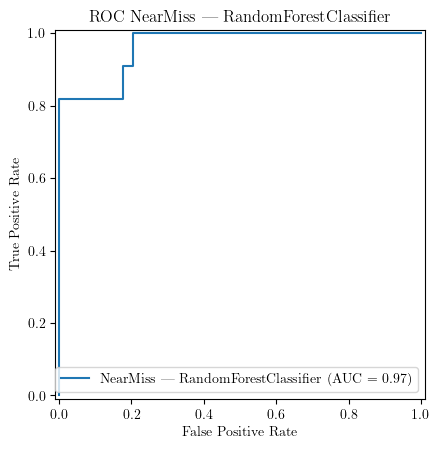 ROC NearMiss — RandomForestClassifier
1.0
0.8
0.6
0.4
0.2
0.0
True Positive Rate
NearMiss — RandomForestClassifier (AUC = 0.97)
0.0 0.2 0.4 0.6 0.8 1.0
False Positive Rate